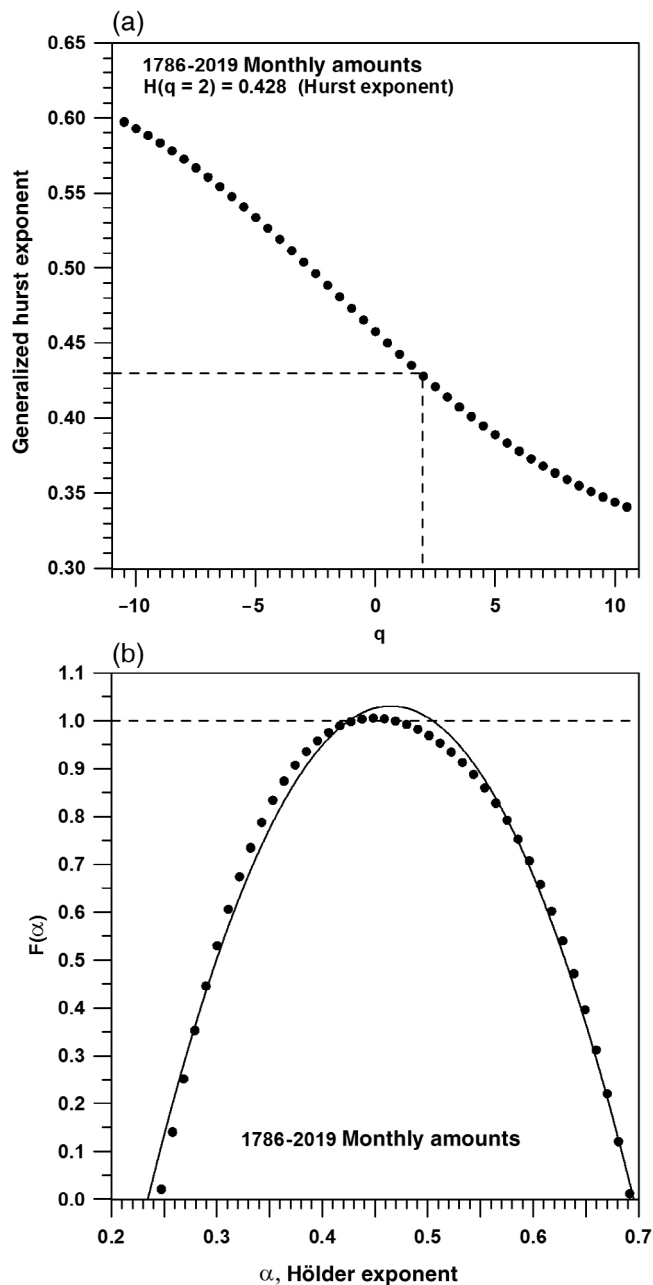 (a)
0.65
1786-2019 Monthly amounts
H(q = 2) = 0.428 (Hurst exponent)
0.60
0.55
0.50
0.45
0.40
0.35
0.30
Generalized hurst exponent
−10 −5 0 5 10
q
(b)
1.1
1.0
0.9
0.8
0.7
0.6
0.5
0.4
0.3
0.2
0.1
0.0
F(α)
1786-2019 Monthly amounts
0.2 0.3 0.4 0.5 0.6 0.7
α, Hölder exponent